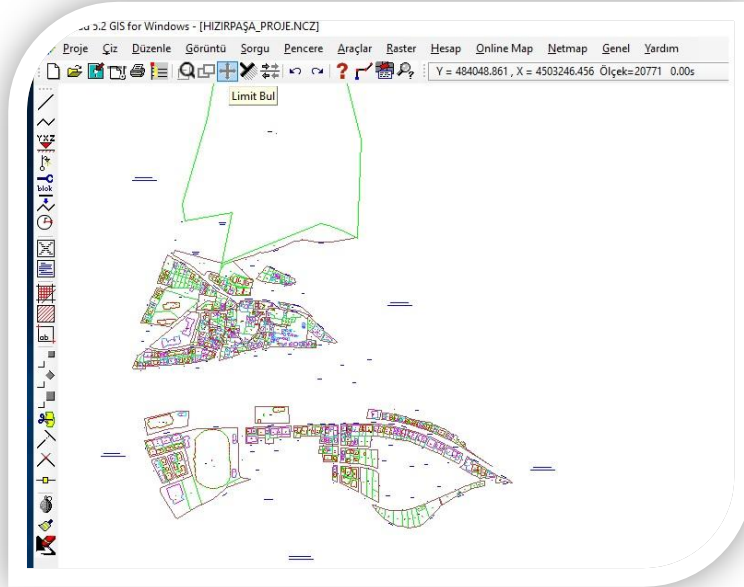 5.2 GIS for Windows - [HIZIRPAŞA_PROJE.NCZ]
Proje Çiz Düzenle Görüntü Sorgu Pencere Araçlar Raster Hesap Online Map Netmap Genel Yardım
Y = 484048.861 , X = 4503246.456 Ölçek=20771 0.00s
Limit Bul
YXZ
blok
ab